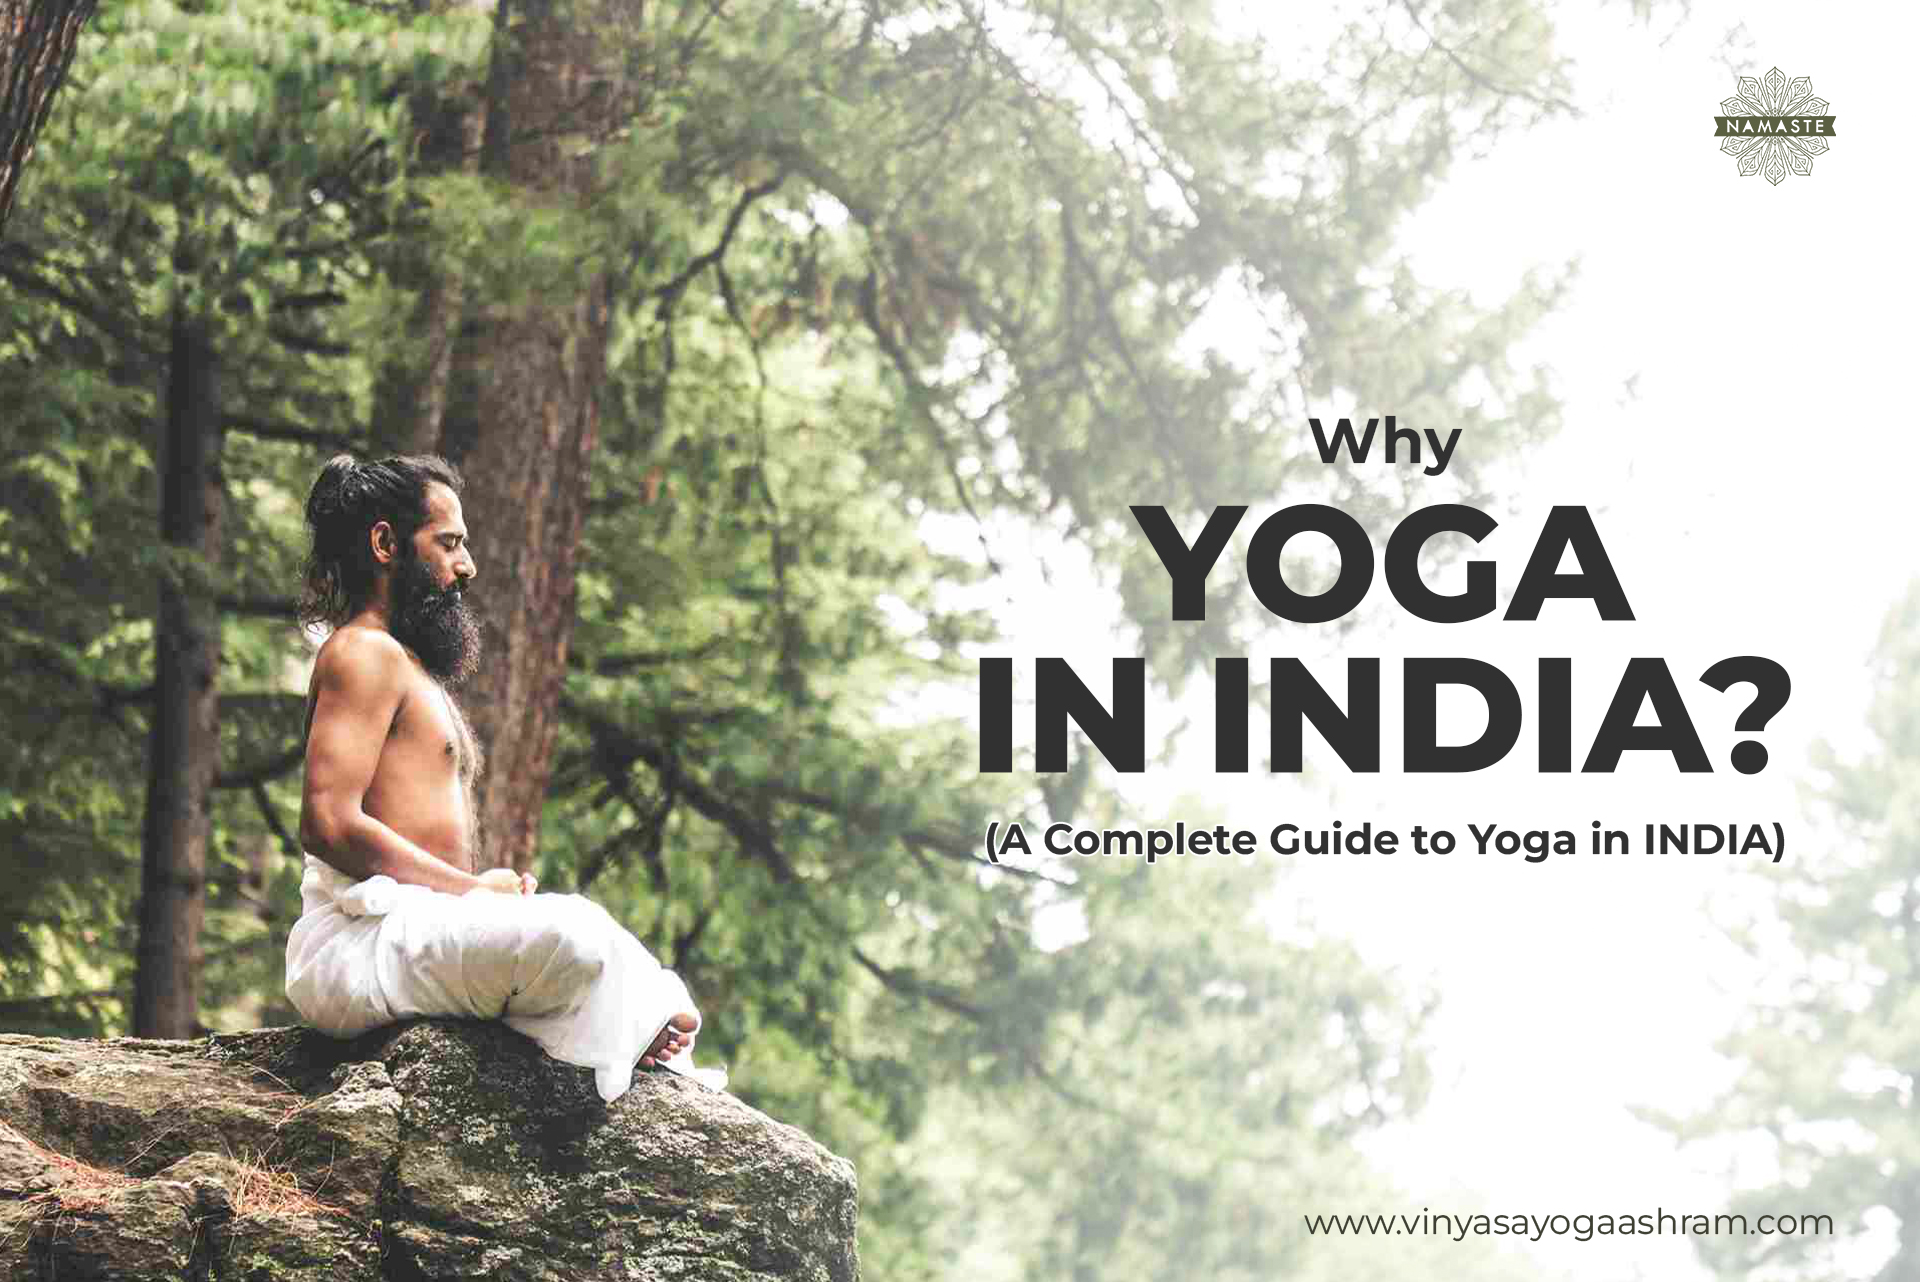 NAMASTE
Why
YOGA
IN INDIA?
(A Complete Guide to Yoga in INDIA)
www.vinyasayogaashram.com